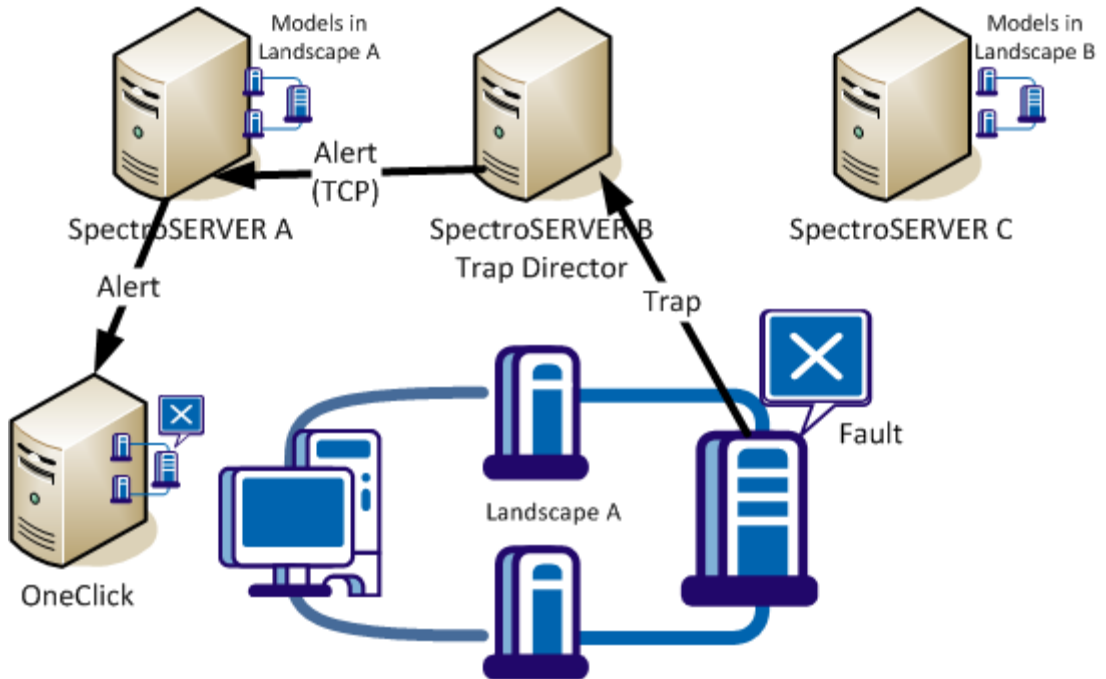 Models in
Landscape A
Models in
Landscape B
Alert
(TCP)
SpectroSERVER A
SpectroSERVER B
Trap Director
SpectroSERVER C
Alert
Trap
Fault
Landscape A
OneClick